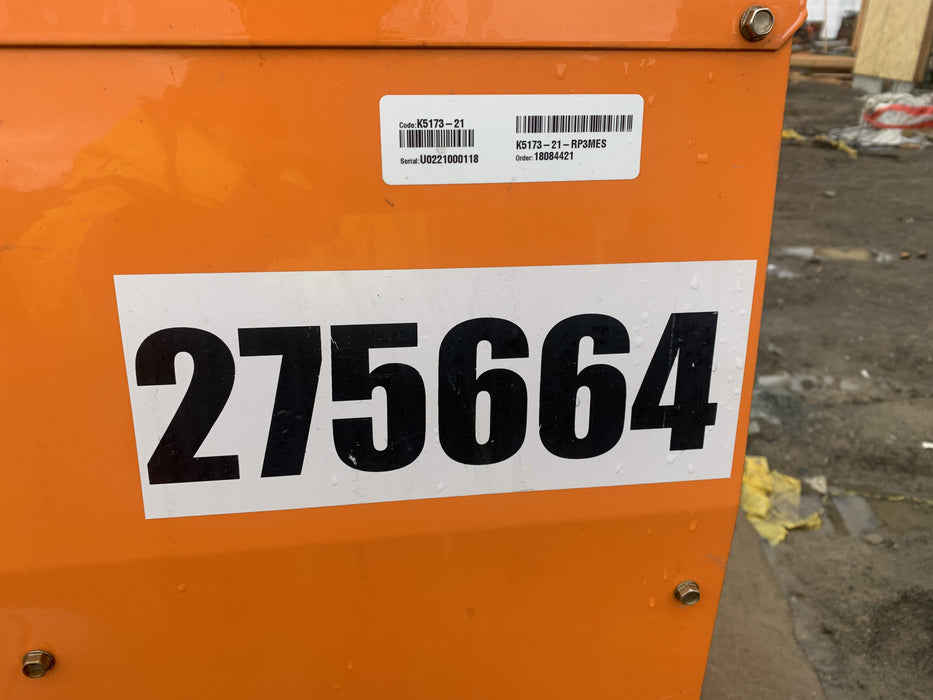 Code: K5173-21
Serial: U0221000118
K5173-21-RP3MES
Order: 18084421
275664